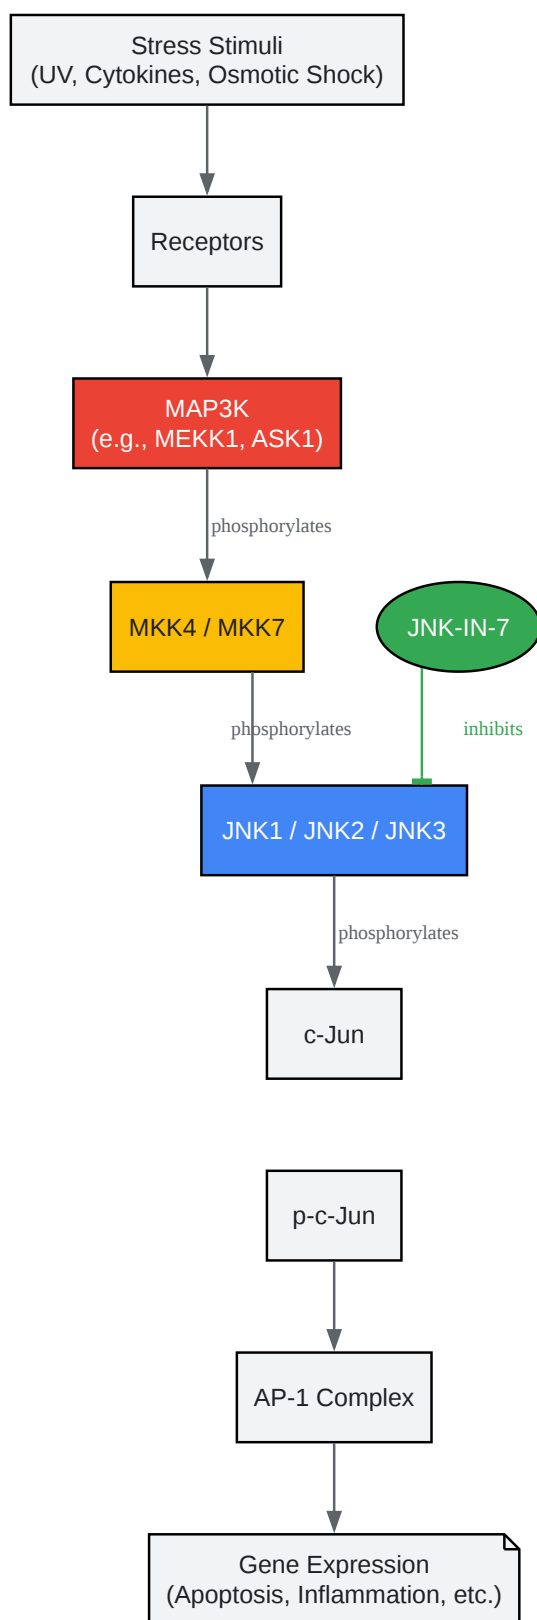 Stress Stimuli
(UV, Cytokines, Osmotic Shock)
Receptors
MAP3K
(e.g., MEKK1, ASK1)
phosphorylates
MKK4 / MKK7
JNK-IN-7
phosphorylates
inhibits
JNK1 / JNK2 / JNK3
phosphorylates
c-Jun
p-c-Jun
AP-1 Complex
Gene Expression
(Apoptosis, Inflammation, etc.)